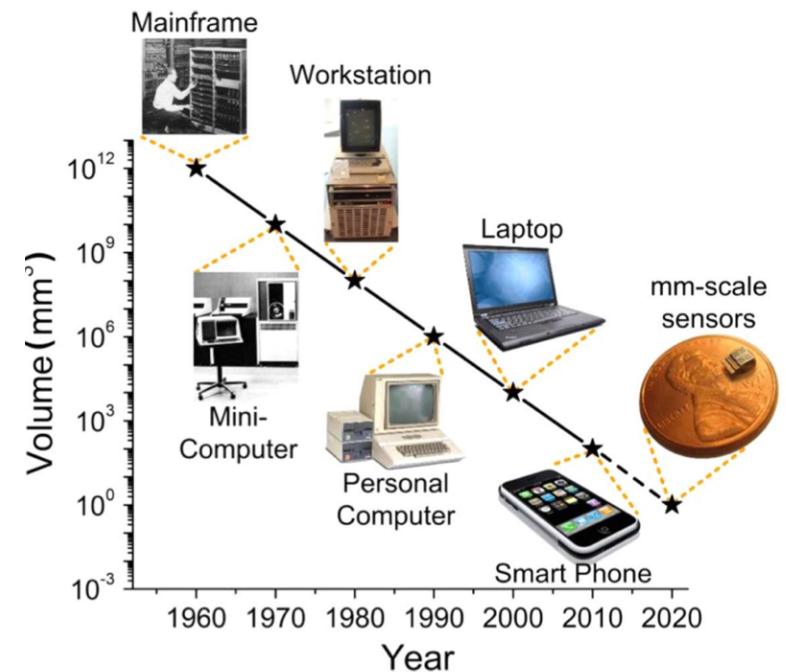 Mainframe
Workstation
Laptop
mm-scale
sensors
Mini-
Computer
Personal
Computer
Smart Phone
Volume (mm³)
10¹²
10⁹
10⁶
10³
10⁰
10⁻³
1960 1970 1980 1990 2000 2010 2020
Year